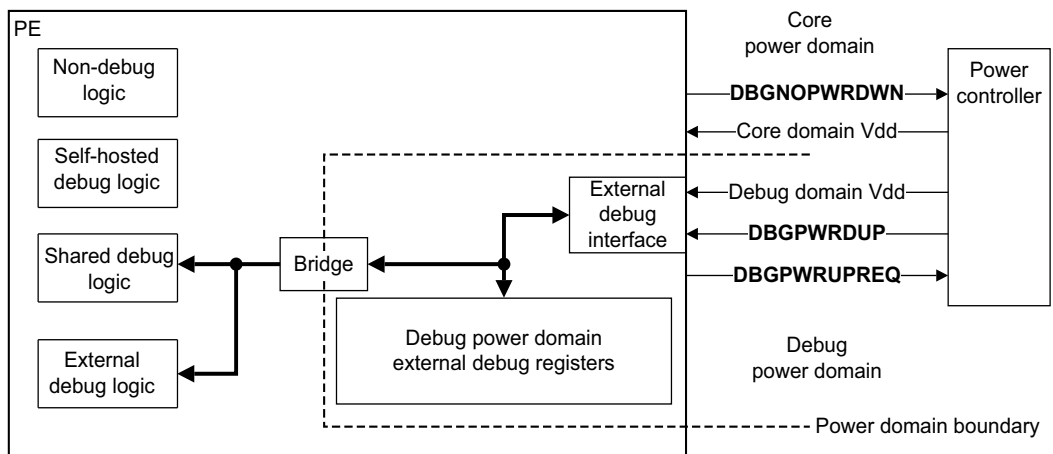 PE
Non-debug
logic
Self-hosted
debug logic
Shared debug
logic
External
debug logic
Bridge
External
debug
interface
Debug power domain
external debug registers
Core
power domain
DBGNOPWRDWN
Core domain Vdd
Debug domain Vdd
DBGPWRDUP
DBGPWRUPREQ
Debug
power domain
Power domain boundary
Power
controller